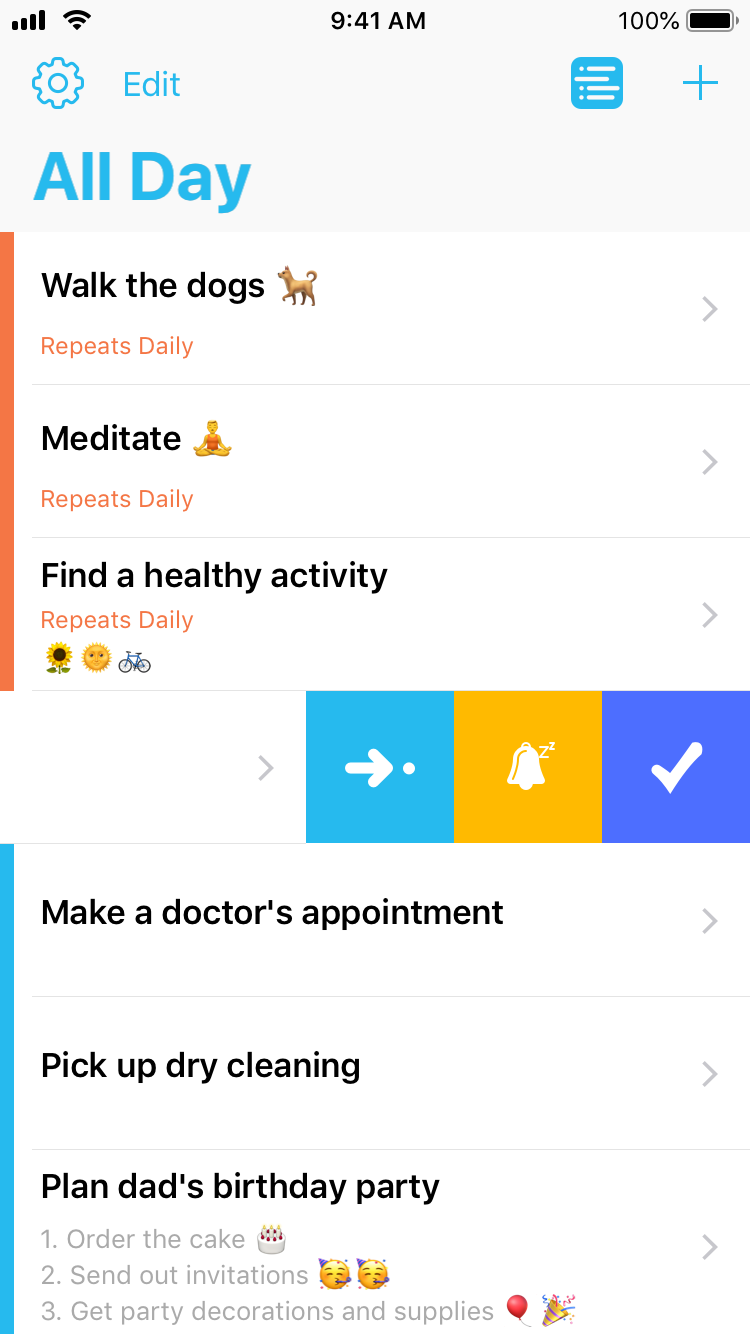 9:41 AM 100%
Edit
All Day
Walk the dogs 🐕
Repeats Daily
Meditate 🧘‍♂️
Repeats Daily
Find a healthy activity
Repeats Daily
🌻🌞🚲
zz
Make a doctor's appointment
Pick up dry cleaning
Plan dad's birthday party
1. Order the cake 🎂
2. Send out invitations 🥳🥳
3. Get party decorations and supplies 🎈🎉